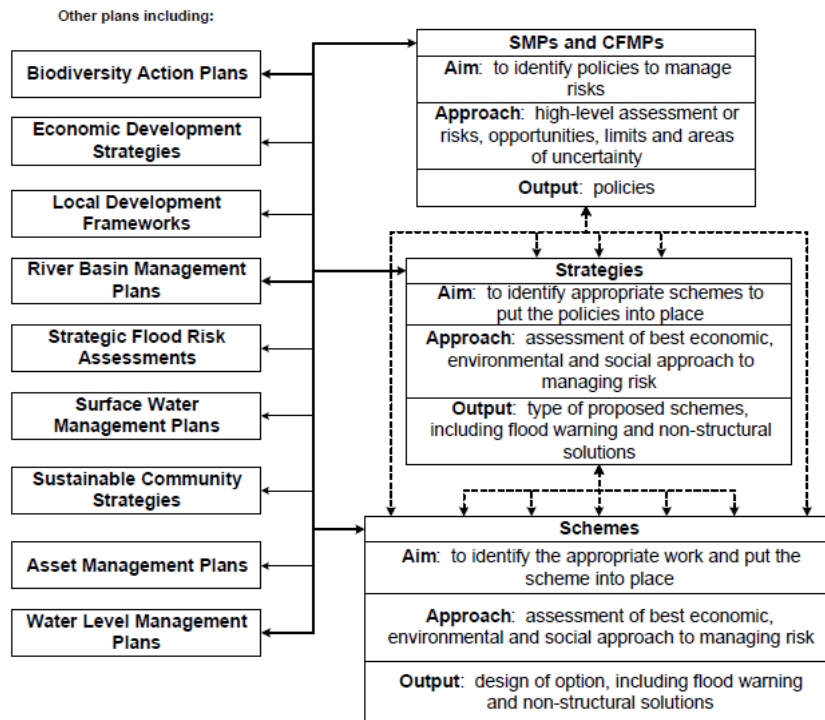 Other plans including:
Biodiversity Action Plans
Economic Development
Strategies
Local Development
Frameworks
River Basin Management
Plans
Strategic Flood Risk
Assessments
Surface Water
Management Plans
Sustainable Community
Strategies
Asset Management Plans
Water Level Management
Plans
SMPs and CFMPs
Aim: to identify policies to manage
risks
Approach: high-level assessment or
risks, opportunities, limits and areas
of uncertainty
Output: policies
Strategies
Aim: to identify appropriate schemes to
put the policies into place
Approach: assessment of best economic,
environmental and social approach to
managing risk
Output: type of proposed schemes,
including flood warning and non-structural
solutions
Schemes
Aim: to identify the appropriate work and put the
scheme into place
Approach: assessment of best economic,
environmental and social approach to managing risk
Output: design of option, including flood warning
and non-structural solutions